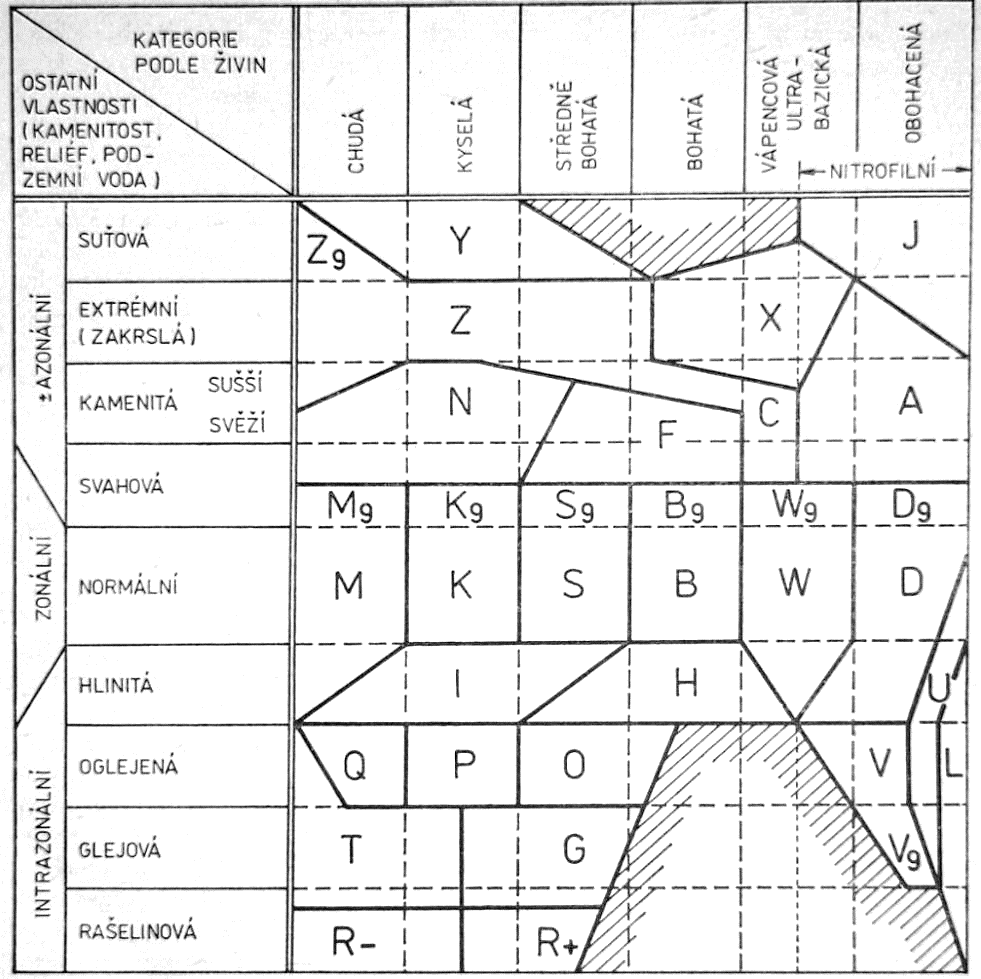 KATEGORIE
PODLE ŽIVIN
OSTATNÍ
VLASTNOSTI
(KAMENITOST,
RELIÉF, POD-
ZEMNÍ VODA)
CHUDÁ
KYSELÁ
STŘEDNĚ
BOHATÁ
BOHATÁ
VÁPENCOVÁ
ULTRA-
BAZICKÁ
OBOHACENÁ
NITROFILNÍ
± AZONÁLNÍ
ZONÁLNÍ
INTRAZONÁLNÍ
SUŤOVÁ
Zg
Y
J
EXTRÉMNÍ
(ZAKRSLÁ)
Z
X
KAMENITÁ
SUŠŠÍ
SVĚŽÍ
N
F
C
A
SVAHOVÁ
Mg
Kg
Sg
Bg
Wg
Dg
NORMÁLNÍ
M
K
S
B
W
D
HLINITÁ
I
H
U
OGLEJENÁ
Q
P
O
V
L
GLEJOVÁ
T
G
Vg
RAŠELINOVÁ
R-
R+